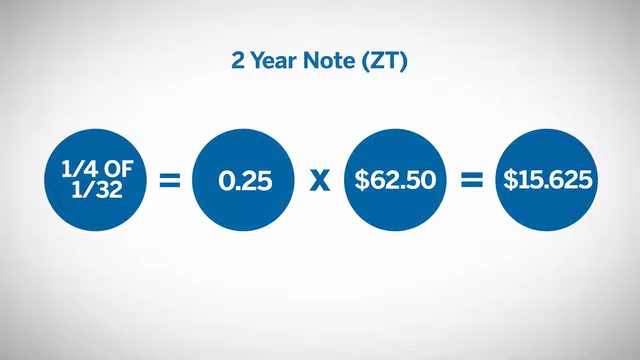 2 Year Note (ZT)
1/4 OF
1/32
=
0.25
x
$62.50
=
$15.625